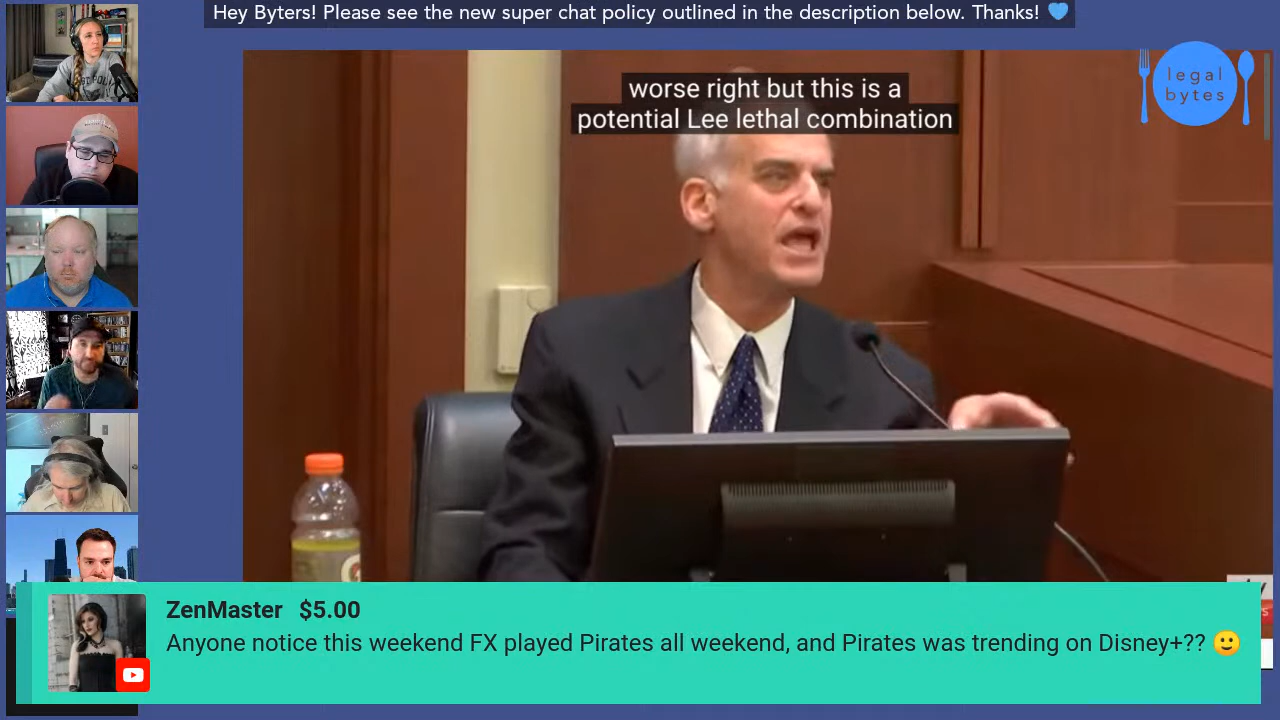 Hey Byters! Please see the new super chat policy outlined in the description below. Thanks! 💙
legal
bytes
worse right but this is a
potential Lee lethal combination
ZenMaster $5.00
Anyone notice this weekend FX played Pirates all weekend, and Pirates was trending on Disney+?? 🙂